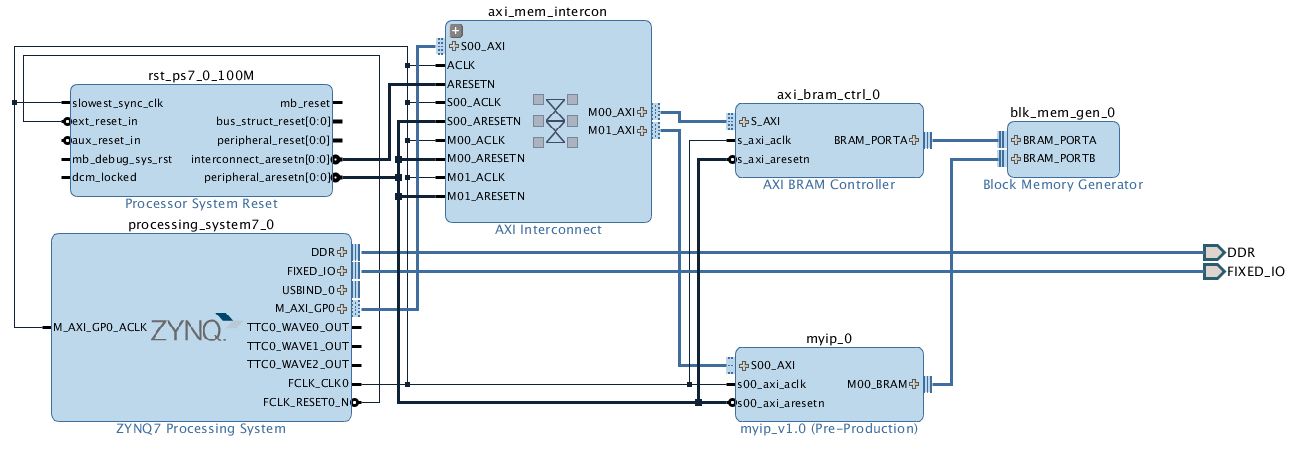 axi_mem_intercon
S00_AXI
ACLK
ARESETN
S00_ACLK
S00_ARESETN
M00_ACLK
M00_ARESETN
M01_ACLK
M01_ARESETN
M00_AXI
M01_AXI
AXI Interconnect
rst_ps7_0_100M
slowest_sync_clk
ext_reset_in
aux_reset_in
mb_debug_sys_rst
dcm_locked
mb_reset
bus_struct_reset[0:0]
peripheral_reset[0:0]
interconnect_aresetn[0:0]
peripheral_aresetn[0:0]
Processor System Reset
axi_bram_ctrl_0
S_AXI
s_axi_aclk
s_axi_aresetn
BRAM_PORTA
AXI BRAM Controller
blk_mem_gen_0
BRAM_PORTA
BRAM_PORTB
Block Memory Generator
processing_system7_0
M_AXI_GP0_ACLK
ZYNQ
DDR
FIXED_IO
USBIND_0
M_AXI_GP0
TTC0_WAVE0_OUT
TTC0_WAVE1_OUT
TTC0_WAVE2_OUT
FCLK_CLK0
FCLK_RESET0_N
ZYNQ7 Processing System
DDR
FIXED_IO
myip_0
S00_AXI
s00_axi_aclk
s00_axi_aresetn
M00_BRAM
myip_v1.0 (Pre-Production)